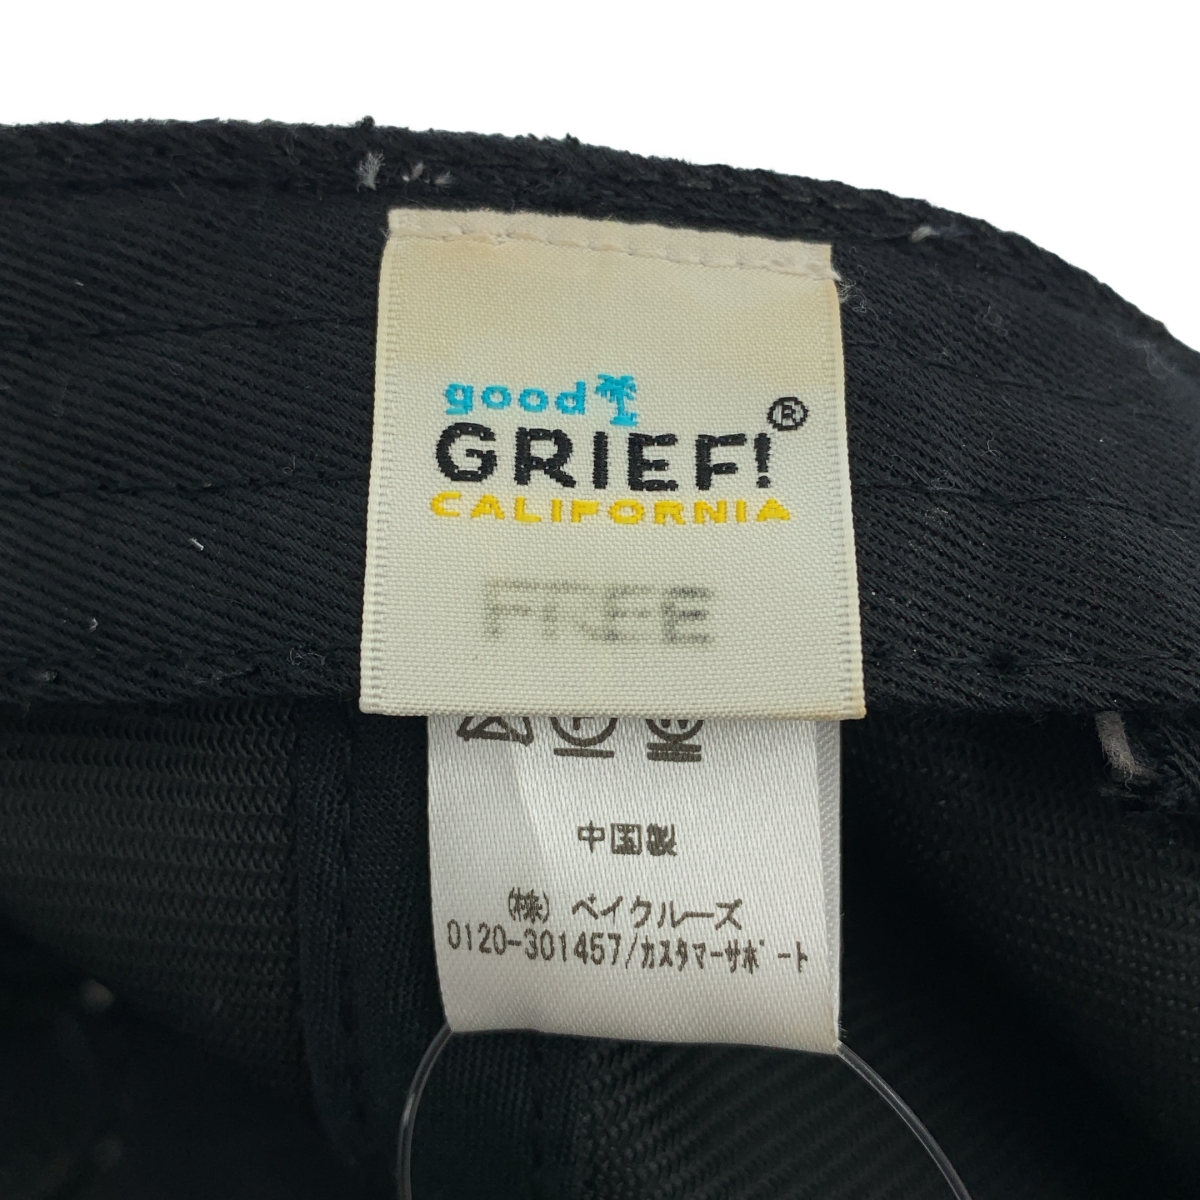 good
GRIEF!®
CALIFORNIA
FREE
中国製
(株) ベイクルーズ
0120-301457/カスタマーサポート